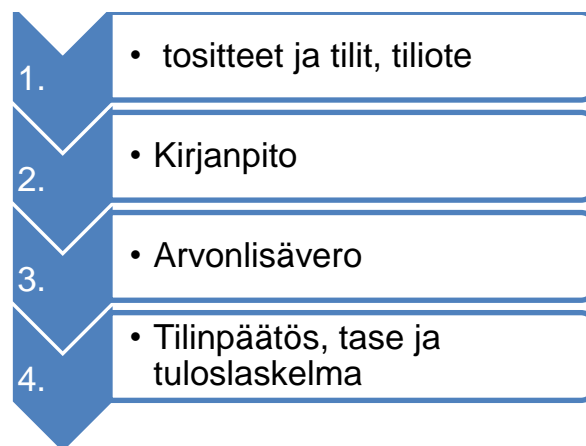 1.
• tositteet ja tilit, tiliote
2.
• Kirjanpito
3.
• Arvonlisävero
4.
• Tilinpäätös, tase ja
tuloslaskelma